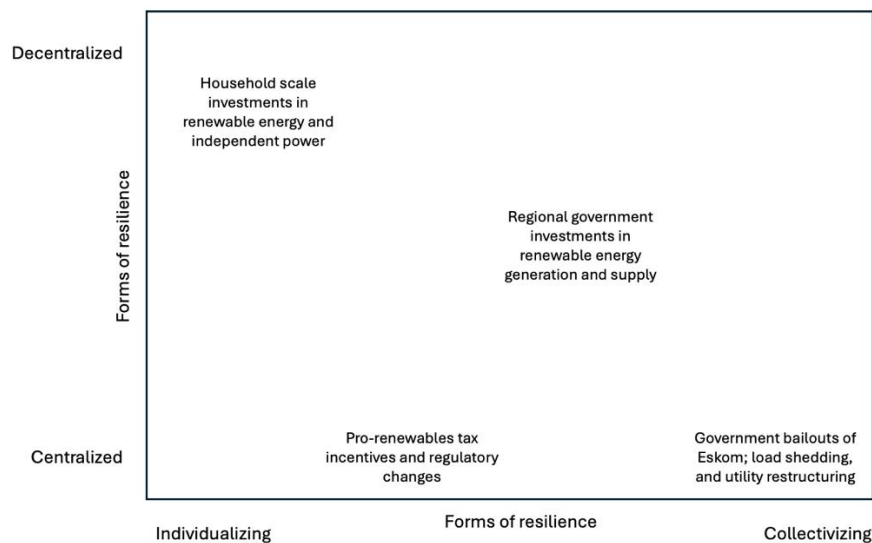 Decentralized
Household scale
investments in
renewable energy and
independent power
Forms of resilience
Regional government
investments in
renewable energy
generation and supply
Centralized
Pro-renewables tax
incentives and regulatory
changes
Government bailouts of
Eskom; load shedding,
and utility restructuring
Individualizing
Forms of resilience
Collectivizing